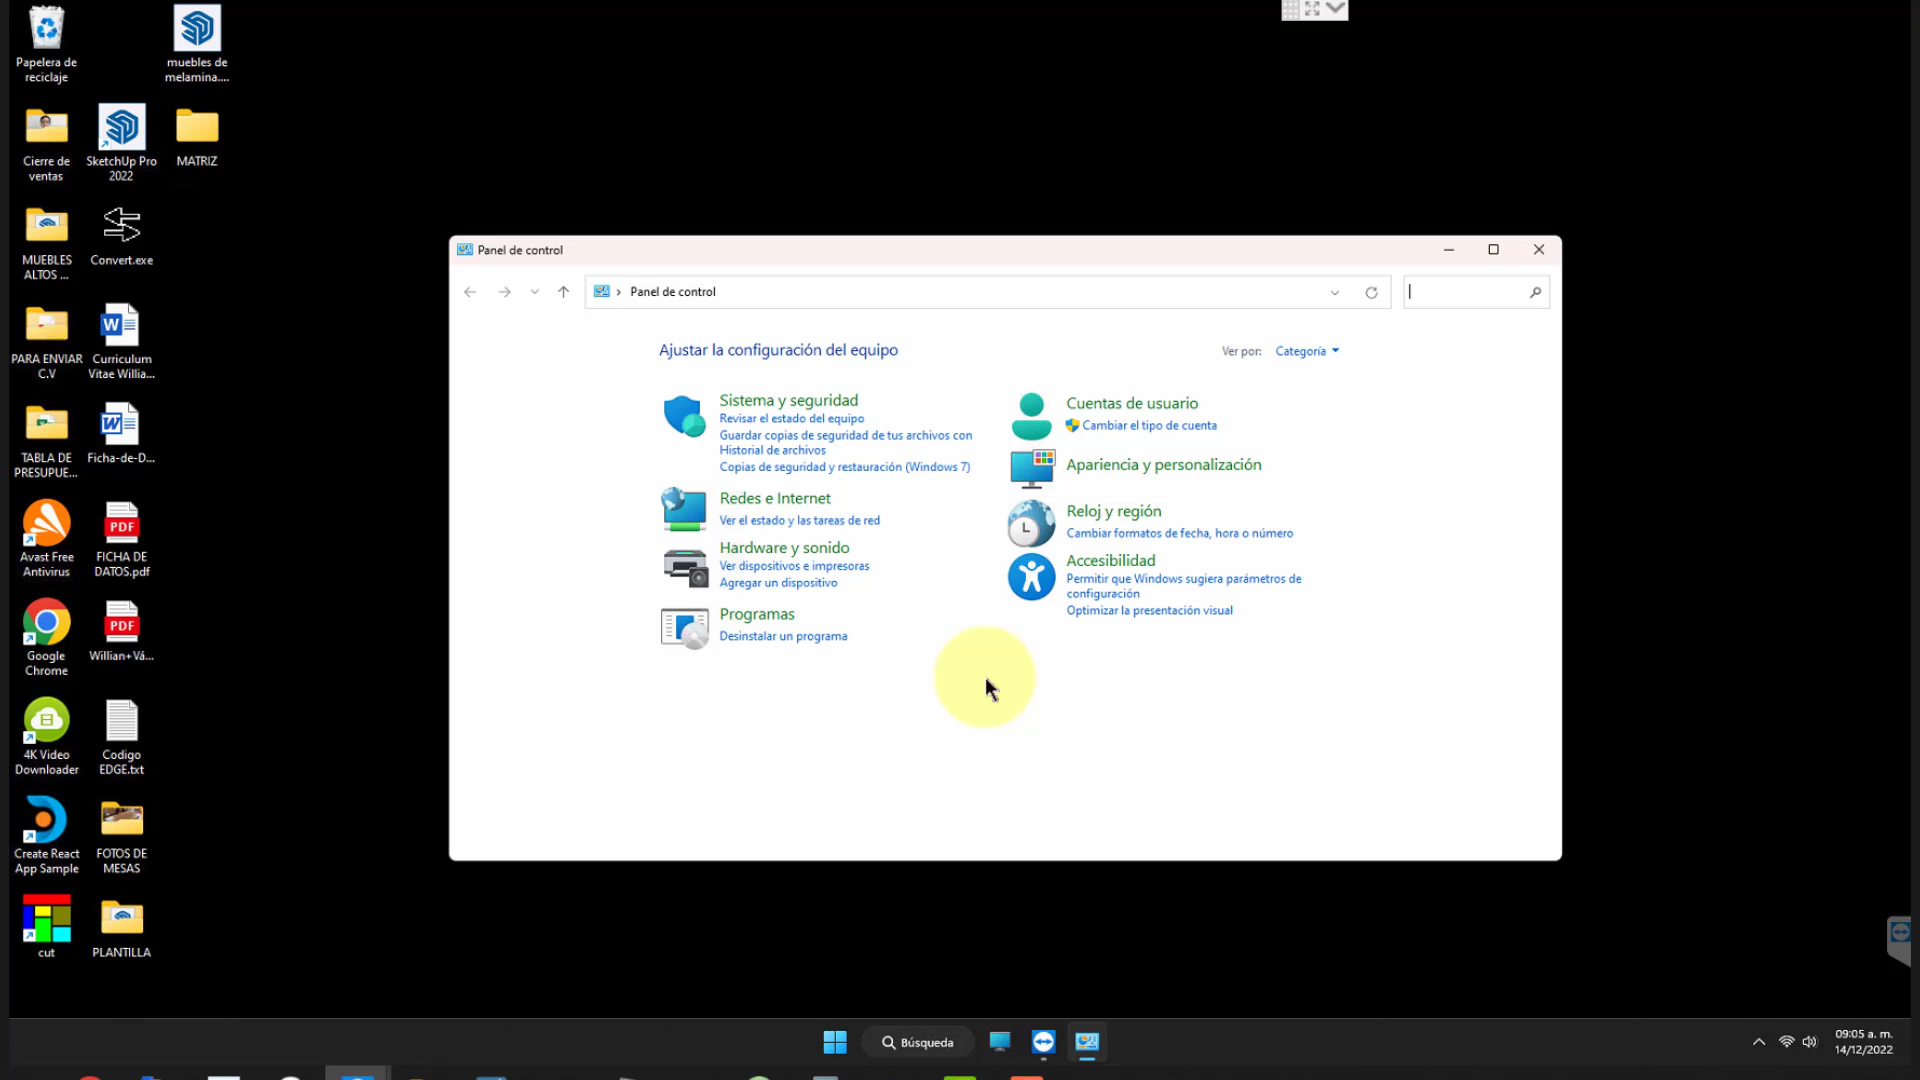 Papelera de
reciclaje
muebles de
melamina....
Cierre de
ventas
SketchUp Pro
2022
MATRIZ
MUEBLES
ALTOS ...
Convert.exe
PARA ENVIAR
C.V
Curriculum
Vitae Willia...
TABLA DE
PRESUPUE...
Ficha-de-D...
Avast Free
Antivirus
PDF
FICHA DE
DATOS.pdf
Google
Chrome
PDF
Willian+Vá...
4K Video
Downloader
Codigo
EDGE.txt
Create React
App Sample
FOTOS DE
MESAS
cut
PLANTILLA
Panel de control
Panel de control
Ajustar la configuración del equipo
Ver por: Categoría
Sistema y seguridad
Revisar el estado del equipo
Guardar copias de seguridad de tus archivos con
Historial de archivos
Copias de seguridad y restauración (Windows 7)
Redes e Internet
Ver el estado y las tareas de red
Hardware y sonido
Ver dispositivos e impresoras
Agregar un dispositivo
Programas
Desinstalar un programa
Cuentas de usuario
Cambiar el tipo de cuenta
Apariencia y personalización
Reloj y región
Cambiar formatos de fecha, hora o número
Accesibilidad
Permitir que Windows sugiera parámetros de
configuración
Optimizar la presentación visual
Búsqueda
09:05 a. m.
14/12/2022